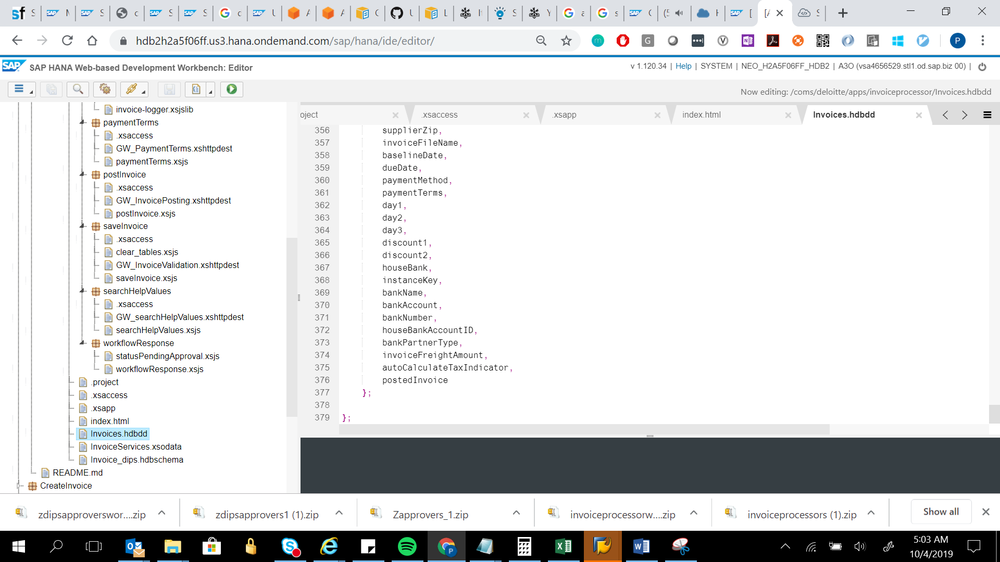 hdb2h2a5f06ff.us3.hana.ondemand.com/sap/hana/ide/editor/
SAP SAP HANA Web-based Development Workbench: Editor
v 1.120.34 | Help | SYSTEM | NEO_H2A5F06FF_HDB2 | A3O (vsa4656529.stl1.od.sap.biz 00) |
Now editing: /coms/deloitte/apps/invoiceprocessor/Invoices.hdbdd
oject
.xsaccess
.xsapp
index.html
Invoices.hdbdd
invoice-logger.xsjslib
paymentTerms
.xsaccess
GW_PaymentTerms.xshttpdest
paymentTerms.xsjs
postInvoice
.xsaccess
GW_InvoicePosting.xshttpdest
postInvoice.xsjs
saveInvoice
.xsaccess
clear_tables.xsjs
GW_InvoiceValidation.xshttpdest
saveInvoice.xsjs
searchHelpValues
.xsaccess
GW_searchHelpValues.xshttpdest
searchHelpValues.xsjs
workflowResponse
statusPendingApproval.xsjs
workflowResponse.xsjs
.project
.xsaccess
.xsapp
index.html
Invoices.hdbdd
InvoiceServices.xsodata
Invoice_dips.hdbschema
README.md
CreateInvoice
356 supplierZip,
357 invoiceFileName,
358 baselineDate,
359 dueDate,
360 paymentMethod,
361 paymentTerms,
362 day1,
363 day2,
364 day3,
365 discount1,
366 discount2,
367 houseBank,
368 instanceKey,
369 bankName,
370 bankAccount,
371 bankNumber,
372 houseBankAccountID,
373 bankPartnerType,
374 invoiceFreightAmount,
375 autoCalculateTaxIndicator,
376 postedInvoice
377 };
378
379 };
zdipsapproverswor....zip
zdipsapprovers1 (1).zip
Zapprovers_1.zip
invoiceprocessorw....zip
invoiceprocessors (1).zip
Show all
5:03 AM
10/4/2019